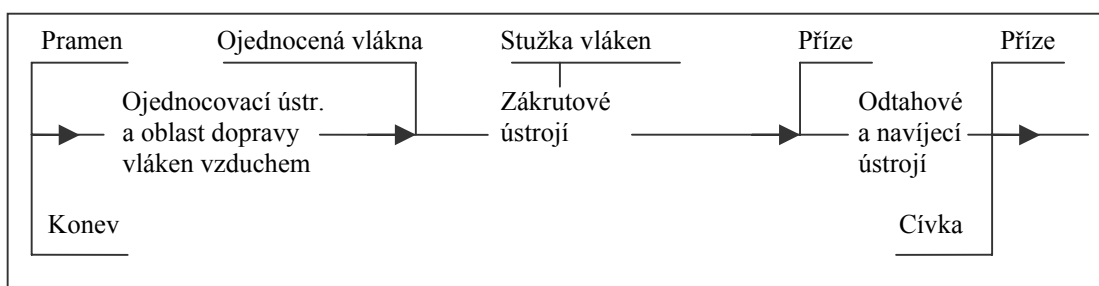 Pramen
Ojednocená vlákna
Stužka vláken
Příze
Příze
Ojednocovací ústr.
a oblast dopravy
vláken vzduchem
Zákrutové
ústrojí
Odtahové
a navíjecí
ústrojí
Konev
Cívka